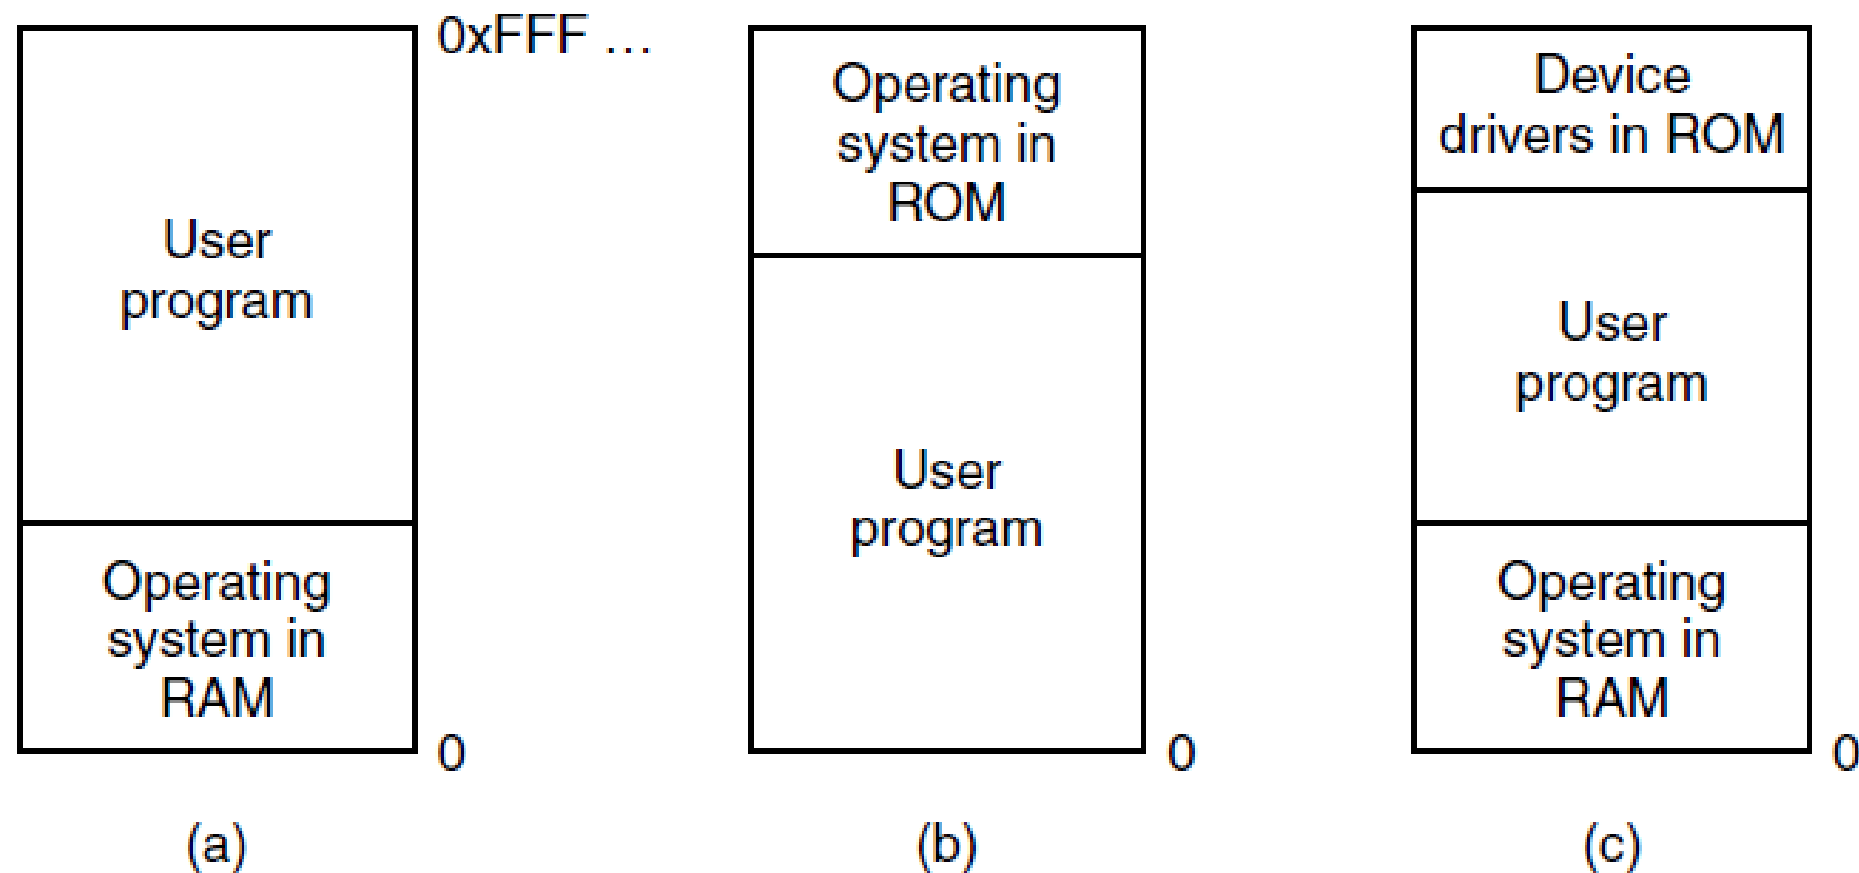 User
program
Operating
system in
RAM
0xFFF ...
0
(a)
Operating
system in
ROM
User
program
0
(b)
Device
drivers in ROM
User
program
Operating
system in
RAM
0
(c)